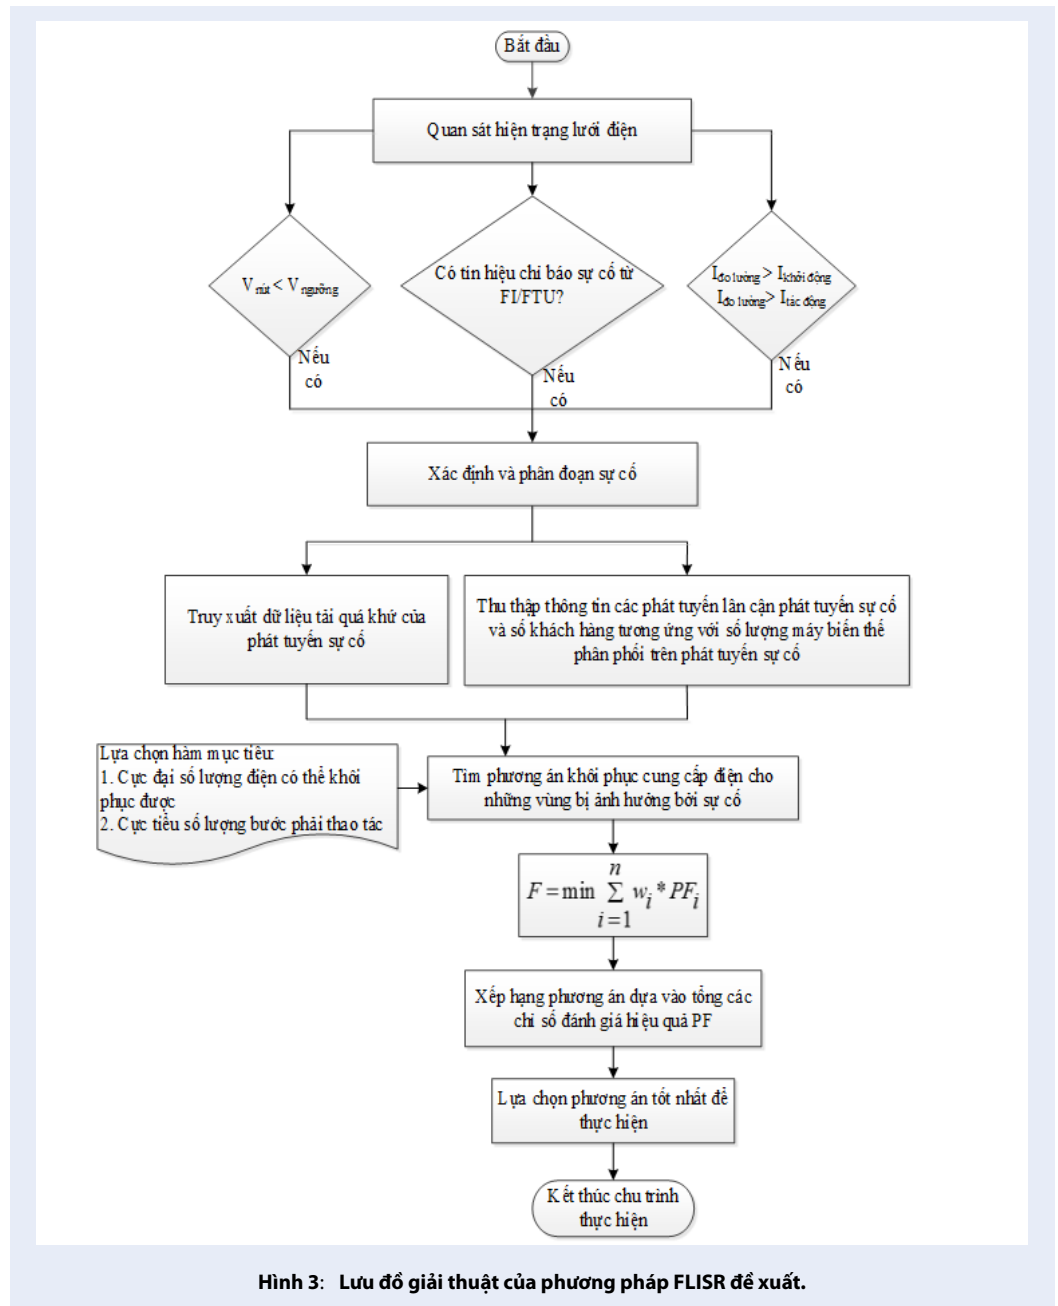 Bắt đầu
Quan sát hiện trạng lưới điện
V nút < V ngưỡng
Có tín hiệu chỉ báo sự cố từ
FI/FTU?
Iđo lường > Ikhởi động
Iđo lường > Itác động
Nếu
có
Nếu
có
Nếu
có
Xác định và phân đoạn sự cố
Truy xuất dữ liệu tải quá khứ của
phát tuyến sự cố
Thu thập thông tin các phát tuyến lân cận phát tuyến sự cố
và số khách hàng tương ứng với số lượng máy biến thế
phân phối trên phát tuyến sự cố
Lựa chọn hàm mục tiêu:
1. Cực đại số lượng điện có thể khôi
phục được
2. Cực tiểu số lượng bước phải thao tác
Tìm phương án khôi phục cung cấp điện cho
những vùng bị ảnh hưởng bởi sự cố
n
F = min ∑ wi * PFi
i = 1
Xếp hạng phương án dựa vào tổng các
chỉ số đánh giá hiệu quả PF
Lựa chọn phương án tốt nhất để
thực hiện
Kết thúc chu trình
thực hiện
Hình 3: Lưu đồ giải thuật của phương pháp FLISR đề xuất.